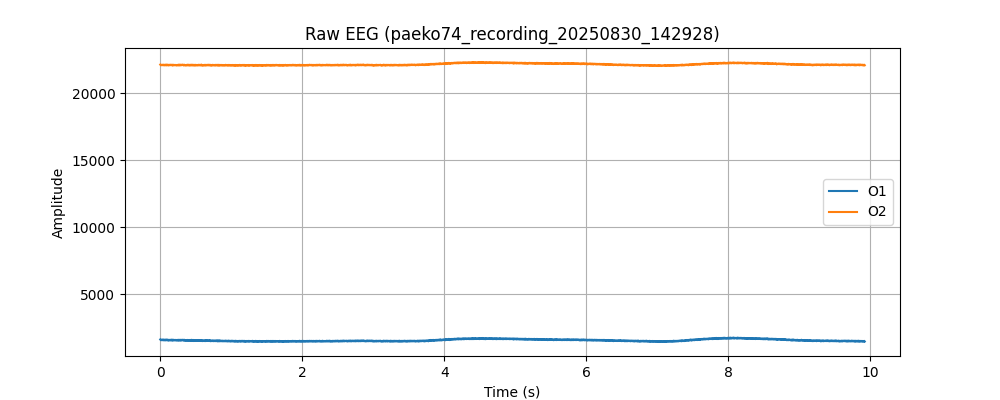 Raw EEG (paeko74_recording_20250830_142928)
20000
15000
10000
5000
Amplitude
O1
O2
0 2 4 6 8 10
Time (s)